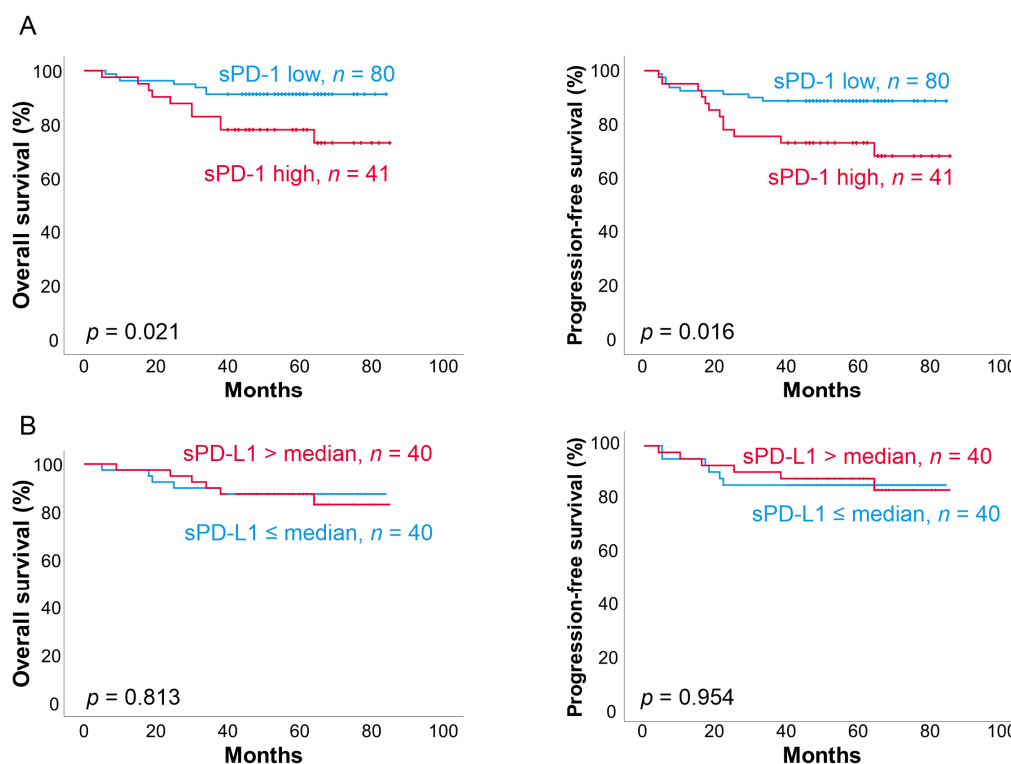 A
Overall survival (%)
100
80
60
40
20
0
sPD-1 low, n = 80
sPD-1 high, n = 41
p = 0.021
0 20 40 60 80 100
Months
Progression-free survival (%)
100
80
60
40
20
0
sPD-1 low, n = 80
sPD-1 high, n = 41
p = 0.016
0 20 40 60 80 100
Months
B
Overall survival (%)
100
80
60
40
20
0
sPD-L1 > median, n = 40
sPD-L1 ≤ median, n = 40
p = 0.813
0 20 40 60 80 100
Months
Progression-free survival (%)
100
80
60
40
20
0
sPD-L1 > median, n = 40
sPD-L1 ≤ median, n = 40
p = 0.954
0 20 40 60 80 100
Months